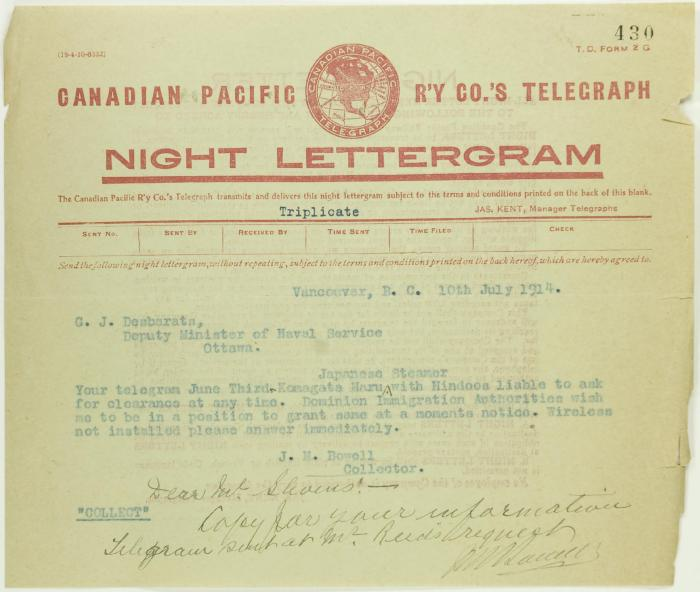 430
(19-4-10-6332)
T. D. FORM 2 G
CANADIAN PACIFIC R'Y CO.'S TELEGRAPH
CANADIAN PACIFIC
TELEGRAPH
NIGHT LETTERGRAM
The Canadian Pacific R'y Co.'s Telegraph transmits and delivers this night lettergram subject to the terms and conditions printed on the back of this blank.
Triplicate JAS. KENT, Manager Telegraphs
SENT NO. SENT BY RECEIVED BY TIME SENT TIME FILED CHECK
Send the following night lettergram, without repeating, subject to the terms and conditions printed on the back hereof, which are hereby agreed to.
Vancouver, B. C. 10th July 1914.
G. J. Desbarats,
Deputy Minister of Naval Service
Ottawa.
Japanese Steamer
Your telegram June Third Komagata Maru with Hindoos liable to ask
for clearance at any time. Dominion Immigration Authorities wish
me to be in a position to grant same at a moments notice. Wireless
not installed please answer immediately.
J. M. Bowell
Collector.
Dear Mr Stevens:—
"COLLECT"
Copy for your information
Telegram sent at Mr. Reid's request
J M Bowell